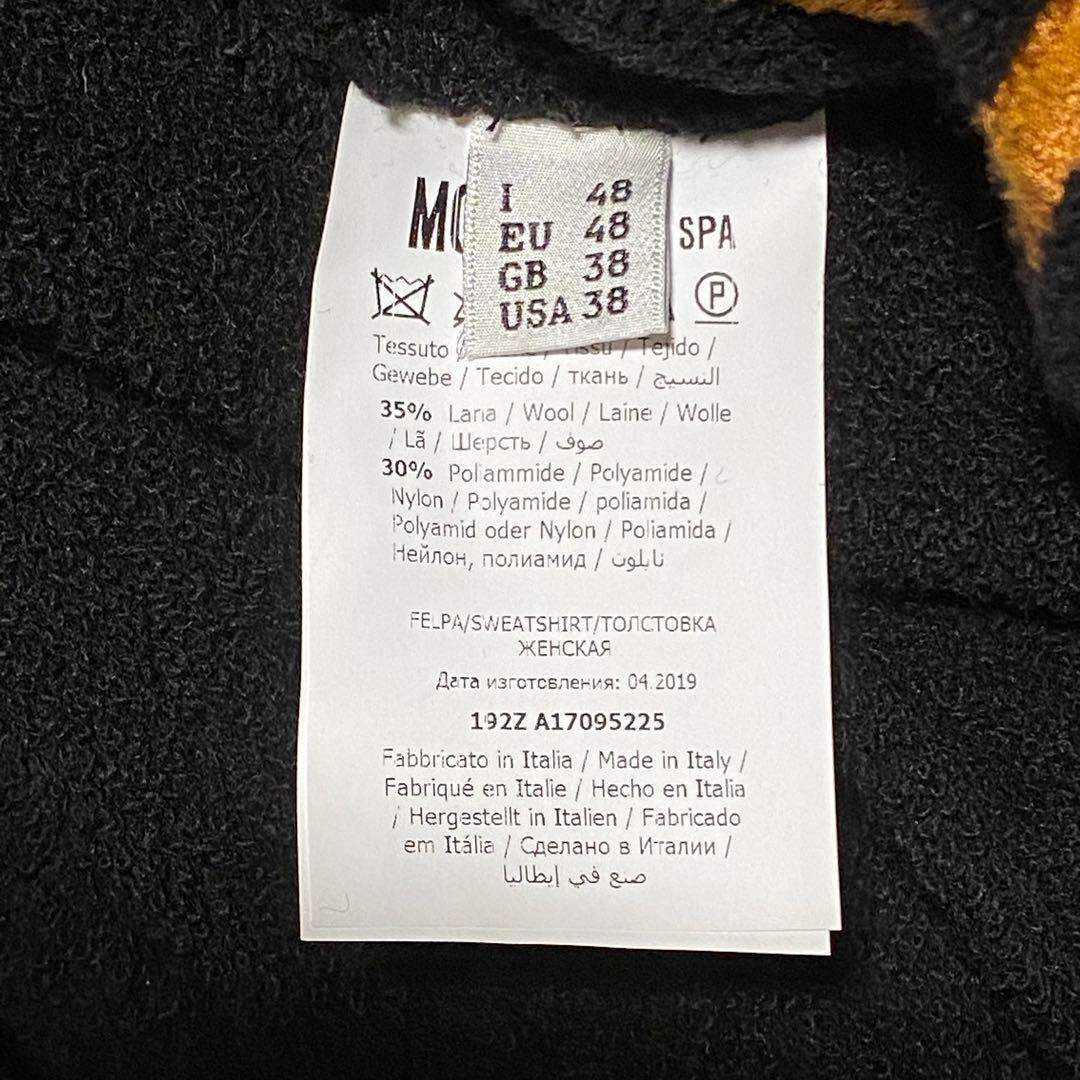 I 48
EU 48
GB 38
USA 38
SPA
P
Tessuto / Tejido /
Gewebe / Tecido / ткань / النسيج
35% Lana / Wool / Laine / Wolle
/ Lã / Шерсть / صوف
30% Poliammide / Polyamide /
Nylon / Polyamide / poliamida /
Polyamid oder Nylon / Poliamida /
Нейлон, полиамид / نايلون
FELPA/SWEATSHIRT/ТОЛСТОВКА
ЖЕНСКАЯ
Дата изготовления: 04.2019
192Z A17095225
Fabbricato in Italia / Made in Italy /
Fabriqué en Italie / Hecho en Italia
/ Hergestellt in Italien / Fabricado
em Itália / Сделано в Италии /
صنع في إيطاليا